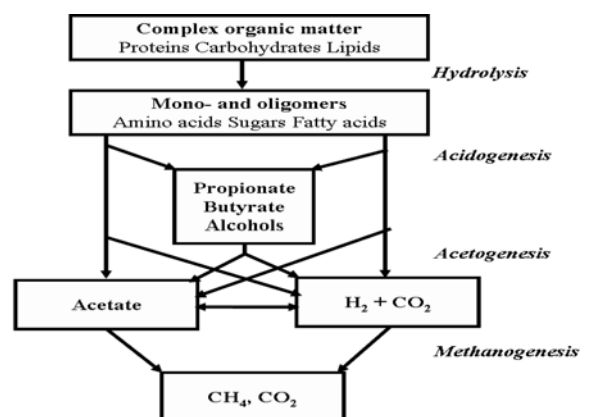 Complex organic matter
Proteins Carbohydrates Lipids
Hydrolysis
Mono- and oligomers
Amino acids Sugars Fatty acids
Acidogenesis
Propionate
Butyrate
Alcohols
Acetogenesis
Acetate
H₂ + CO₂
Methanogenesis
CH₄, CO₂